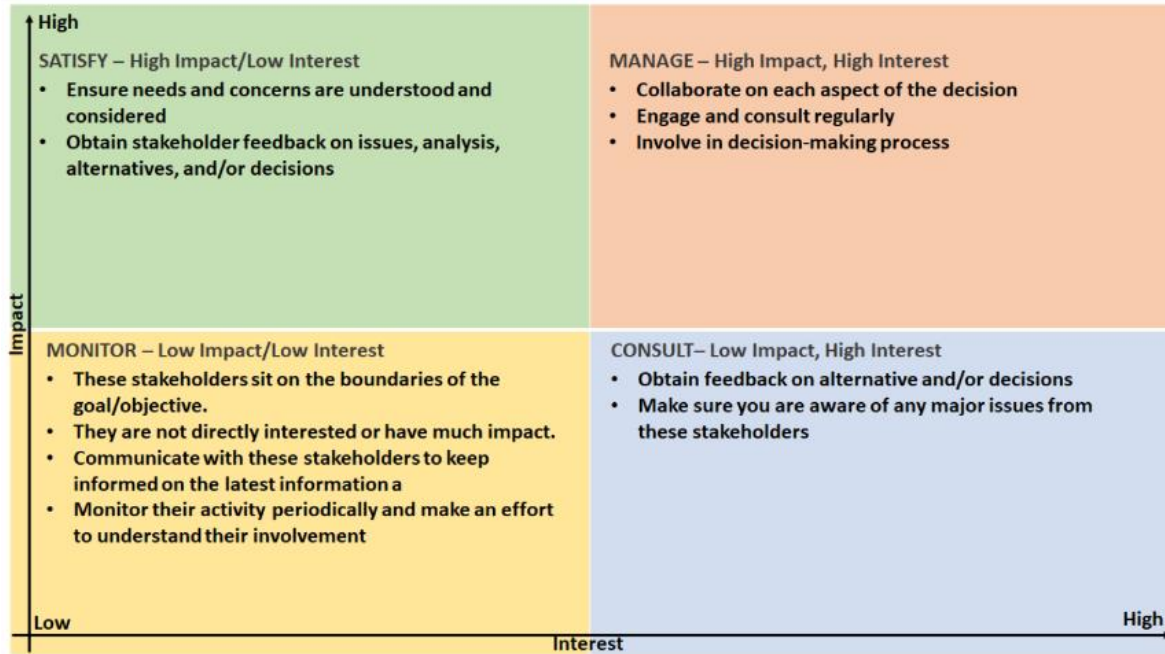 High
SATISFY – High Impact/Low Interest
• Ensure needs and concerns are understood and
considered
• Obtain stakeholder feedback on issues, analysis,
alternatives, and/or decisions
MANAGE – High Impact, High Interest
• Collaborate on each aspect of the decision
• Engage and consult regularly
• Involve in decision-making process
Impact
MONITOR – Low Impact/Low Interest
• These stakeholders sit on the boundaries of the
goal/objective.
• They are not directly interested or have much impact.
• Communicate with these stakeholders to keep
informed on the latest information a
• Monitor their activity periodically and make an effort
to understand their involvement
CONSULT– Low Impact, High Interest
• Obtain feedback on alternative and/or decisions
• Make sure you are aware of any major issues from
these stakeholders
Low
Interest
High